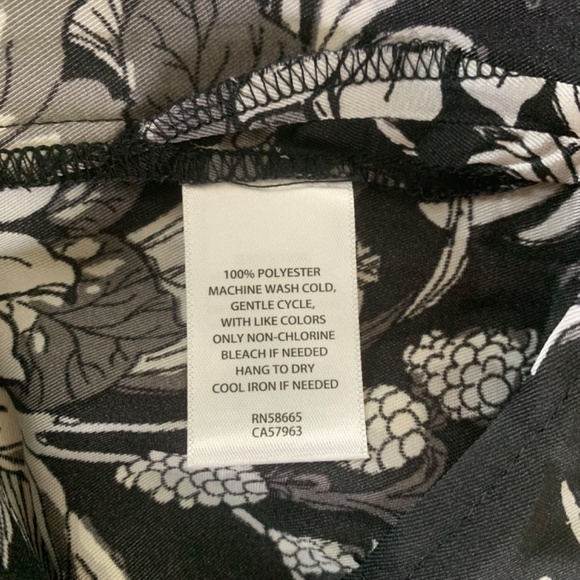 100% POLYESTER
MACHINE WASH COLD,
GENTLE CYCLE,
WITH LIKE COLORS
ONLY NON-CHLORINE
BLEACH IF NEEDED
HANG TO DRY
COOL IRON IF NEEDED
RN58665
CA57963